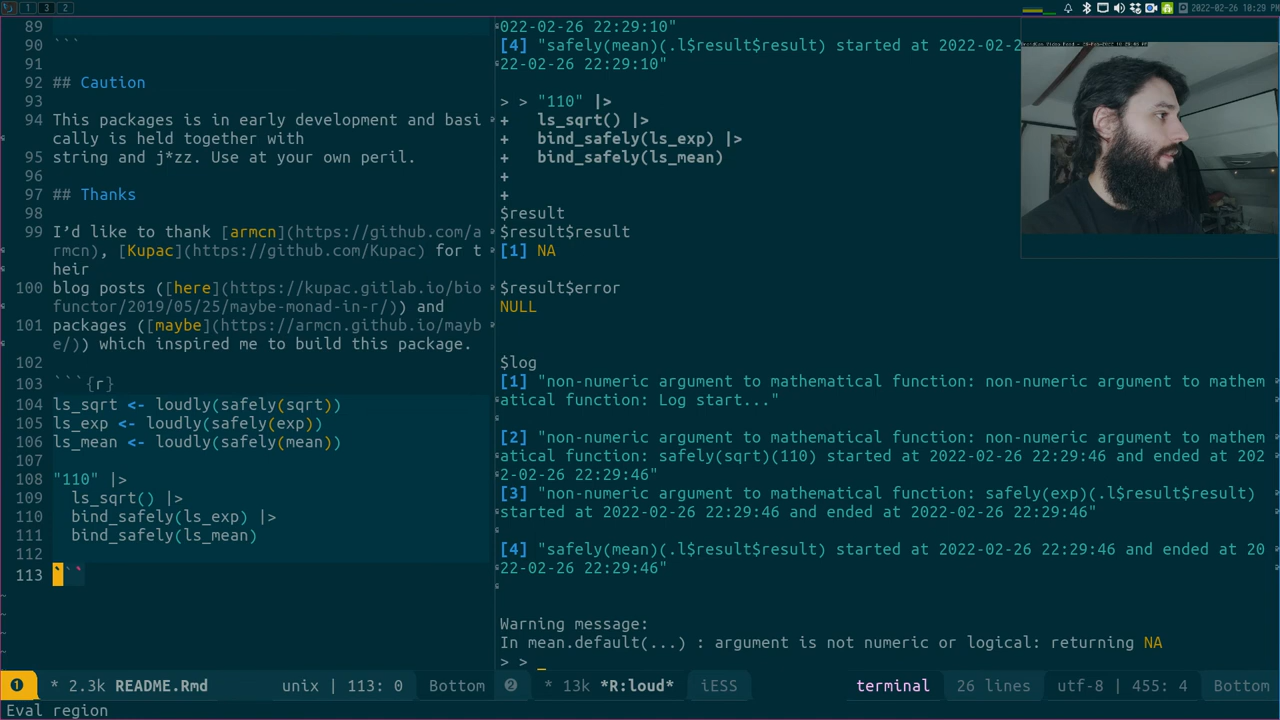 1 3 2
2022-02-26 10:29 PM
89
90 ```
91
92 ## Caution
93
94 This packages is in early development and basi
cally is held together with
95 string and j*zz. Use at your own peril.
96
97 ## Thanks
98
99 I'd like to thank [armcn](https://github.com/a
rmcn), [Kupac](https://github.com/Kupac) for t
heir
100 blog posts ([here](https://kupac.gitlab.io/bio
functor/2019/05/25/maybe-monad-in-r/)) and
101 packages ([maybe](https://armcn.github.io/mayb
e/)) which inspired me to build this package.
102
103 ```{r}
104 ls_sqrt <- loudly(safely(sqrt))
105 ls_exp <- loudly(safely(exp))
106 ls_mean <- loudly(safely(mean))
107
108 "110" |>
109 ls_sqrt() |>
110 bind_safely(ls_exp) |>
111 bind_safely(ls_mean)
112
113 ```
~
~
~
~
022-02-26 22:29:10"
[4] "safely(mean)(.l$result$result) started at 2022-02-2
22-02-26 22:29:10"
> > "110" |>
+ ls_sqrt() |>
+ bind_safely(ls_exp) |>
+ bind_safely(ls_mean)
+
+
$result
$result$result
[1] NA
$result$error
NULL
$log
[1] "non-numeric argument to mathematical function: non-numeric argument to mathem
atical function: Log start..."
[2] "non-numeric argument to mathematical function: non-numeric argument to mathem
atical function: safely(sqrt)(110) started at 2022-02-26 22:29:46 and ended at 202
2-02-26 22:29:46"
[3] "non-numeric argument to mathematical function: safely(exp)(.l$result$result)
started at 2022-02-26 22:29:46 and ended at 2022-02-26 22:29:46"
[4] "safely(mean)(.l$result$result) started at 2022-02-26 22:29:46 and ended at 20
22-02-26 22:29:46"
Warning message:
In mean.default(...) : argument is not numeric or logical: returning NA
> > _
1 * 2.3k README.Rmd unix | 113: 0 Bottom
2 * 13k *R:loud* iESS terminal 26 lines utf-8 | 455: 4 Bottom
Eval region